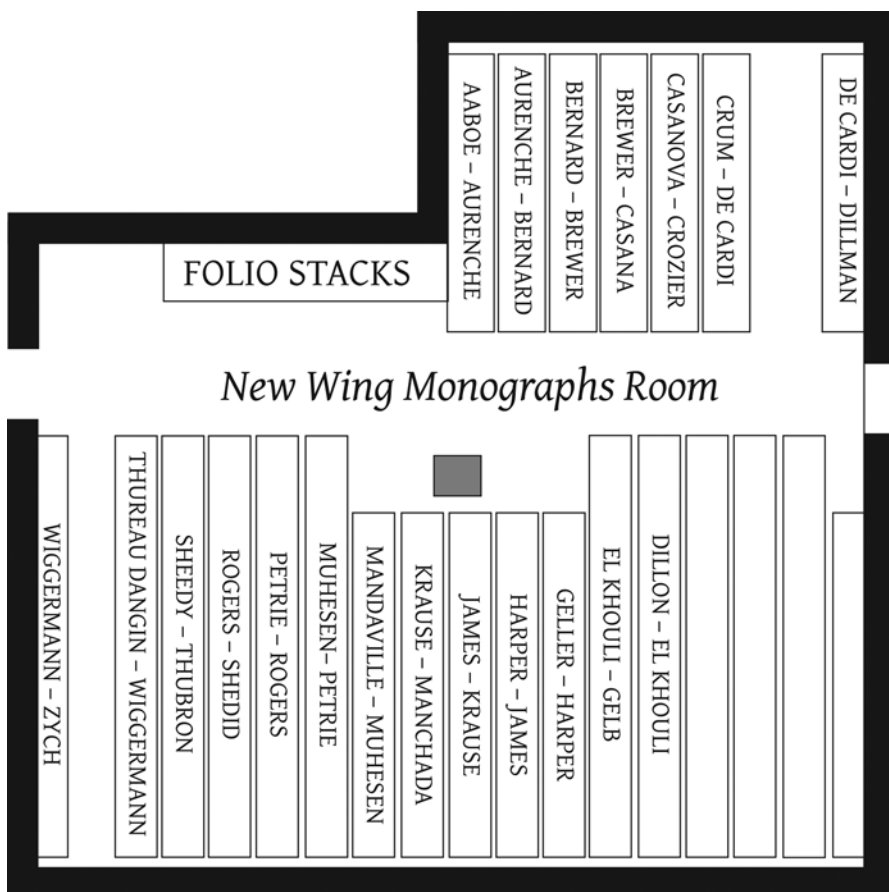 AABOE – AURENCHE
AURENCHE – BERNARD
BERNARD – BREWER
BREWER – CASANA
CASANOVA – CROZIER
CRUM – DE CARDI
DE CARDI – DILLMAN
FOLIO STACKS
New Wing Monographs Room
WIGGERMANN – ZYCH
THUREAU DANGIN – WIGGERMANN
SHEEDY – THUBRON
ROGERS – SHEDID
PETRIE – ROGERS
MUHESEN– PETRIE
MANDAVILLE – MUHESEN
KRAUSE – MANCHADA
JAMES – KRAUSE
HARPER – JAMES
GELLER – HARPER
EL KHOULI – GELB
DILLON – EL KHOULI